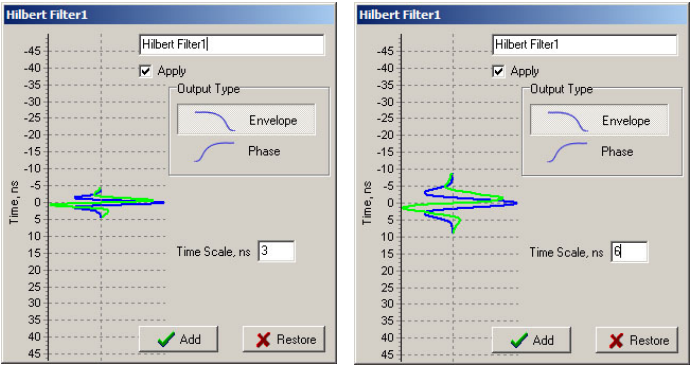 Hilbert Filter1
Hilbert Filter1
Apply
Output Type
Envelope
Phase
Time Scale, ns 3
Add Restore
Time, ns
-45
-40
-35
-30
-25
-20
-15
-10
-5
0
5
10
15
20
25
30
35
40
45
Hilbert Filter1
Hilbert Filter1
Apply
Output Type
Envelope
Phase
Time Scale, ns 6
Add Restore
Time, ns
-45
-40
-35
-30
-25
-20
-15
-10
-5
0
5
10
15
20
25
30
35
40
45